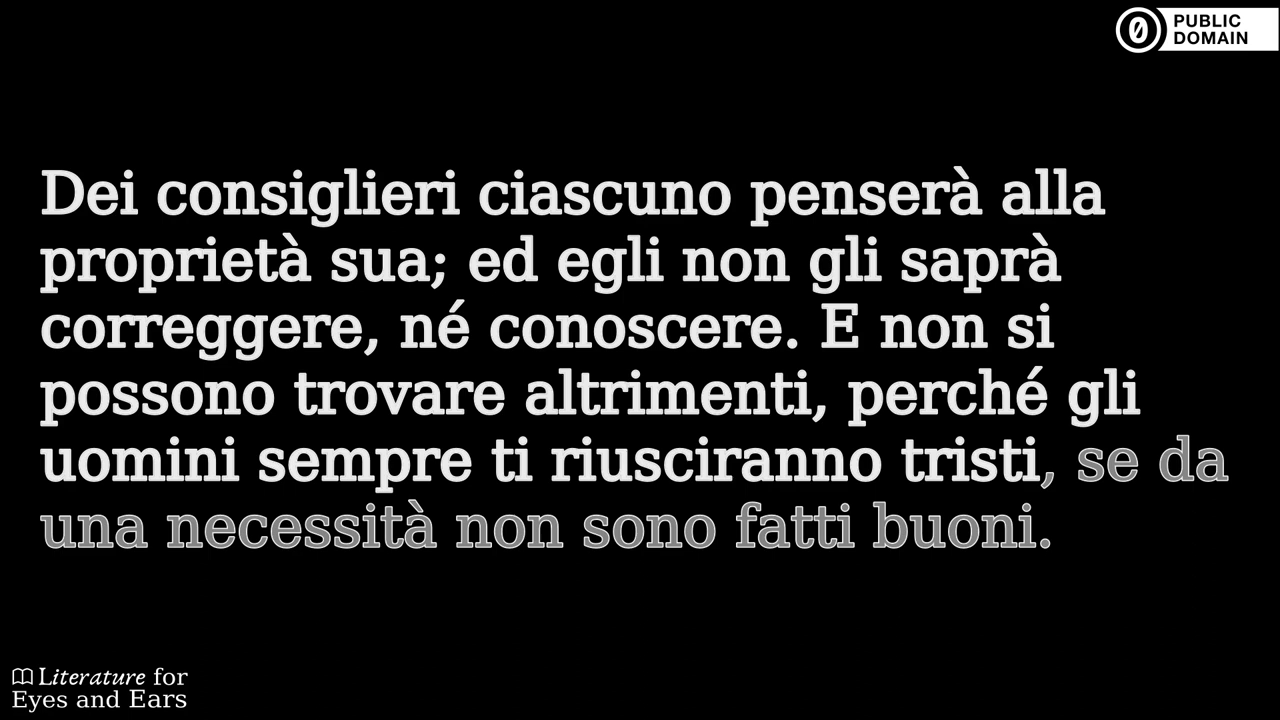 PUBLIC
DOMAIN
Dei consiglieri ciascuno penserà alla
proprietà sua; ed egli non gli saprà
correggere, né conoscere. E non si
possono trovare altrimenti, perché gli
uomini sempre ti riusciranno tristi, se da
una necessità non sono fatti buoni.
Literature for
Eyes and Ears